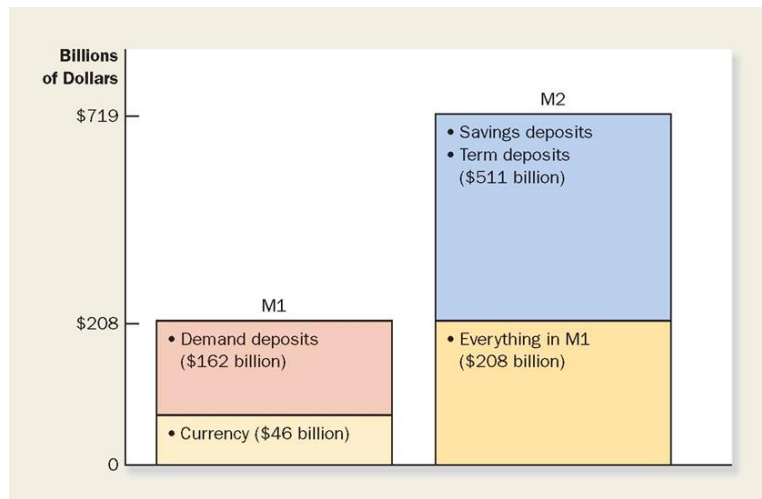 Billions
of Dollars
$719
$208
0
M1
• Demand deposits
($162 billion)
• Currency ($46 billion)
M2
• Savings deposits
• Term deposits
($511 billion)
• Everything in M1
($208 billion)